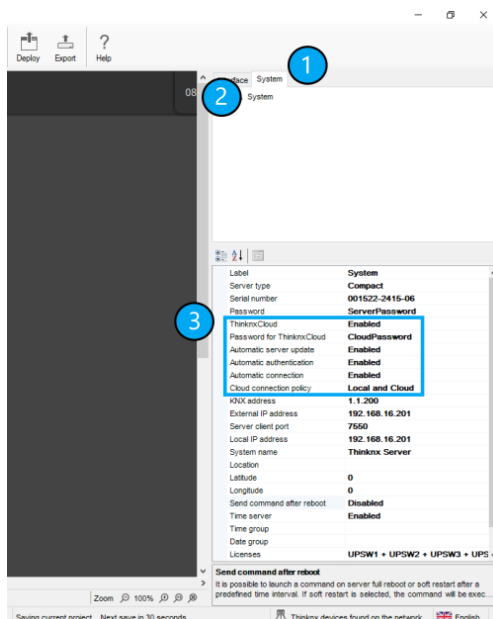 Deploy Export Help
1
rface System
08
2
System
3
Label System
Server type Compact
Serial number 001522-2415-06
Password ServerPassword
ThinknxCloud Enabled
Password for ThinknxCloud CloudPassword
Automatic server update Enabled
Automatic authentication Enabled
Automatic connection Enabled
Cloud connection policy Local and Cloud
KNX address 1.1.200
External IP address 192.168.16.201
Server client port 7550
Local IP address 192.168.16.201
System name Thinknx Server
Location
Latitude 0
Longitude 0
Send command after reboot Disabled
Time server Enabled
Time group
Date group
Licenses UPSW1 + UPSW2 + UPSW3 + UPS
Send command after reboot
It is possible to launch a command on server full reboot or soft restart after a
predefined time interval. If soft restart is selected, the command will be exec...
Zoom 100%
Saving current project Next save in 30 seconds Thinknx devices found on the network English